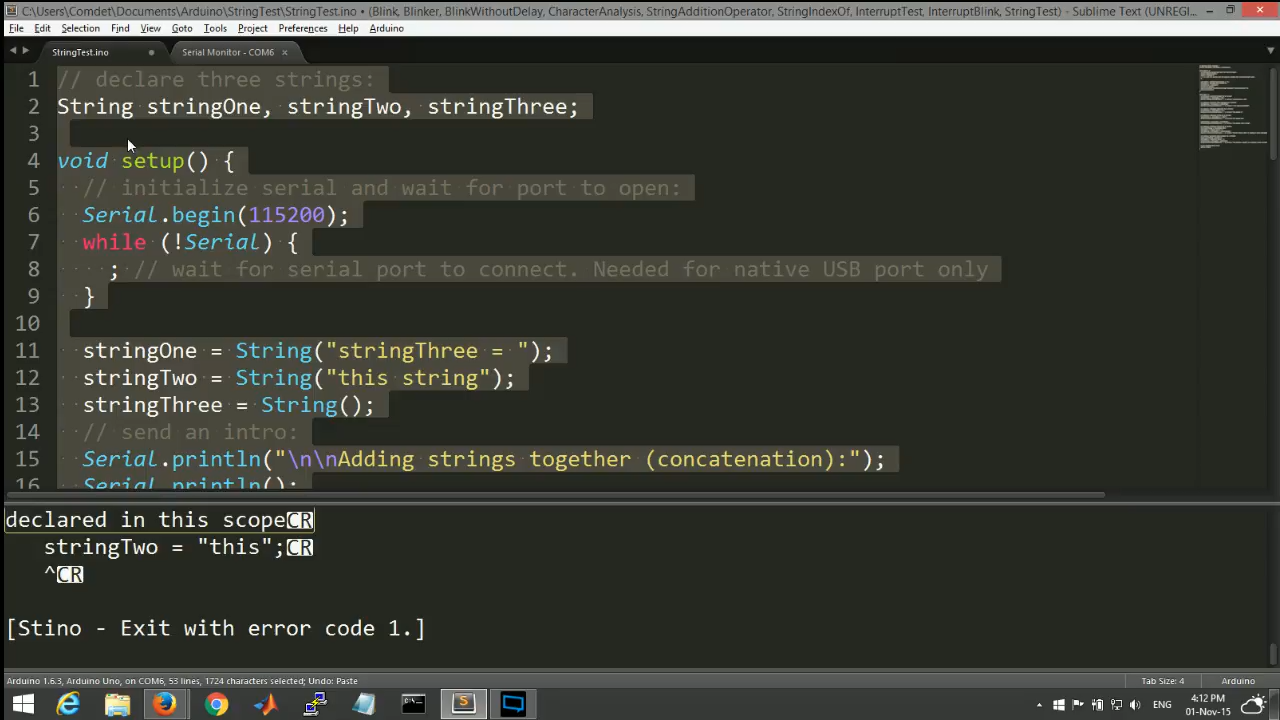 C:\Users\Comdet\Documents\Arduino\StringTest\StringTest.ino • (Blink, Blinker, BlinkWithoutDelay, CharacterAnalysis, StringAdditionOperator, StringIndexOf, InterruptTest, InterruptBlink, StringTest) - Sublime Text (UNREGI...
File Edit Selection Find View Goto Tools Project Preferences Help Arduino
StringTest.ino Serial Monitor - COM6
1 // declare three strings:
2 String stringOne, stringTwo, stringThree;
3
4 void setup() {
5 // initialize serial and wait for port to open:
6 Serial.begin(115200);
7 while (!Serial) {
8 ; // wait for serial port to connect. Needed for native USB port only
9 }
10
11 stringOne = String("stringThree = ");
12 stringTwo = String("this string");
13 stringThree = String();
14 // send an intro:
15 Serial.println("\n\nAdding strings together (concatenation):");
16 Serial.println();
declared in this scopeCR
stringTwo = "this";CR
^CR
[Stino - Exit with error code 1.]
Arduino 1.6.3, Arduino Uno, on COM6, 53 lines, 1724 characters selected; Undo: Paste
Tab Size: 4
Arduino
ENG
4:12 PM
01-Nov-15